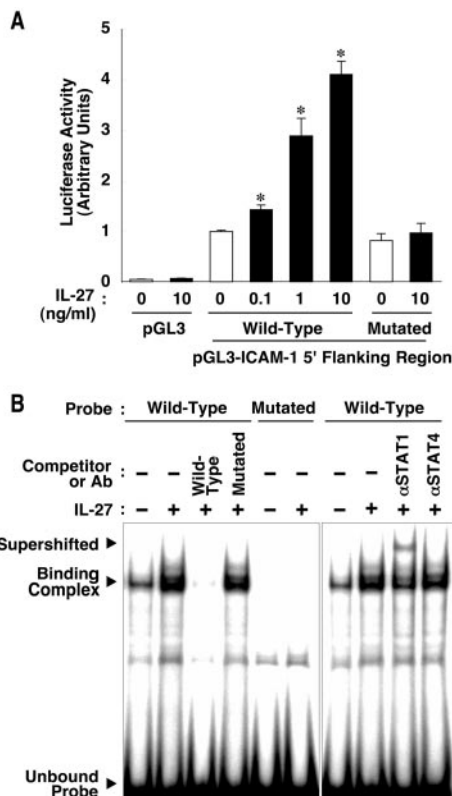 A
Luciferase Activity
(Arbitrary Units)
5
4
3
2
1
0
* * *
IL-27 : 0 10 0 0.1 1 10 0 10
(ng/ml)
pGL3 Wild-Type Mutated
pGL3-ICAM-1 5' Flanking Region
B
Probe : Wild-Type Mutated Wild-Type
Competitor or Ab : – – Wild-Type Mutated – – – – αSTAT1 αSTAT4
IL-27 : – + + + – + – + + +
Supershifted
Binding
Complex
Unbound
Probe